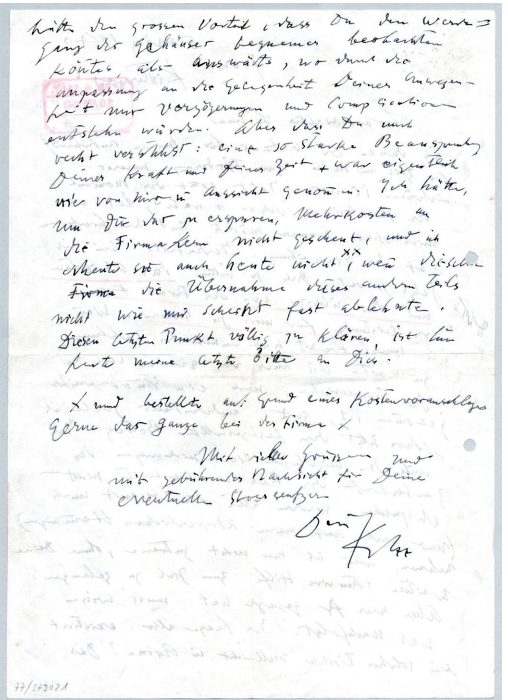 hätte den grossen Vorteil, dass Du den Werde=
gang der Gehäuser bequemer beobachten
könntest, als auswärts, wo durch die
anpassung an die Gelegenheit Deiner Anwesen-
heit nur Verzögerungen und Complicationen
entstehn würden. Aber dass Du mich
recht verstehst: eine so starke Beanspruchung
Deiner Kraft und Deiner Zeit war eigentlich
nie von mir in Aussicht genommen. Ich hätte,
um Dir das zu ersparen, Mehrkosten an
die Firma Kern nicht gescheut, und ich
scheute sie auch heute nicht, wenn dieselbe
Firma die Übernahme dieses andern Teils
nicht wie mir scheint fast ablehnte.
Diesen letzten Punkt völlig zu klären, ist für
heute meine letzte Bitte an Dich.
X und bestellte auf Grund eines Kostenvoranschlags
gerne das Ganze bei der Firma X
Mit vielen Grüssen und
mit gebührender Nachsicht für Deine
eventuellen Stossseufzer
Dein
77/